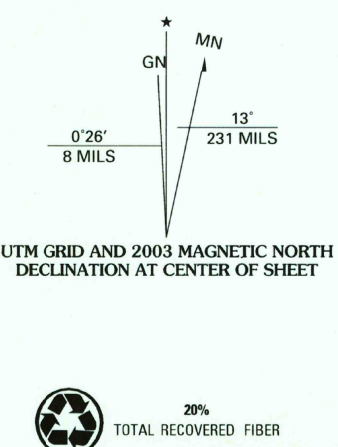 ★
GN
MN
0°26′
8 MILS
13°
231 MILS
UTM GRID AND 2003 MAGNETIC NORTH
DECLINATION AT CENTER OF SHEET
20%
TOTAL RECOVERED FIBER